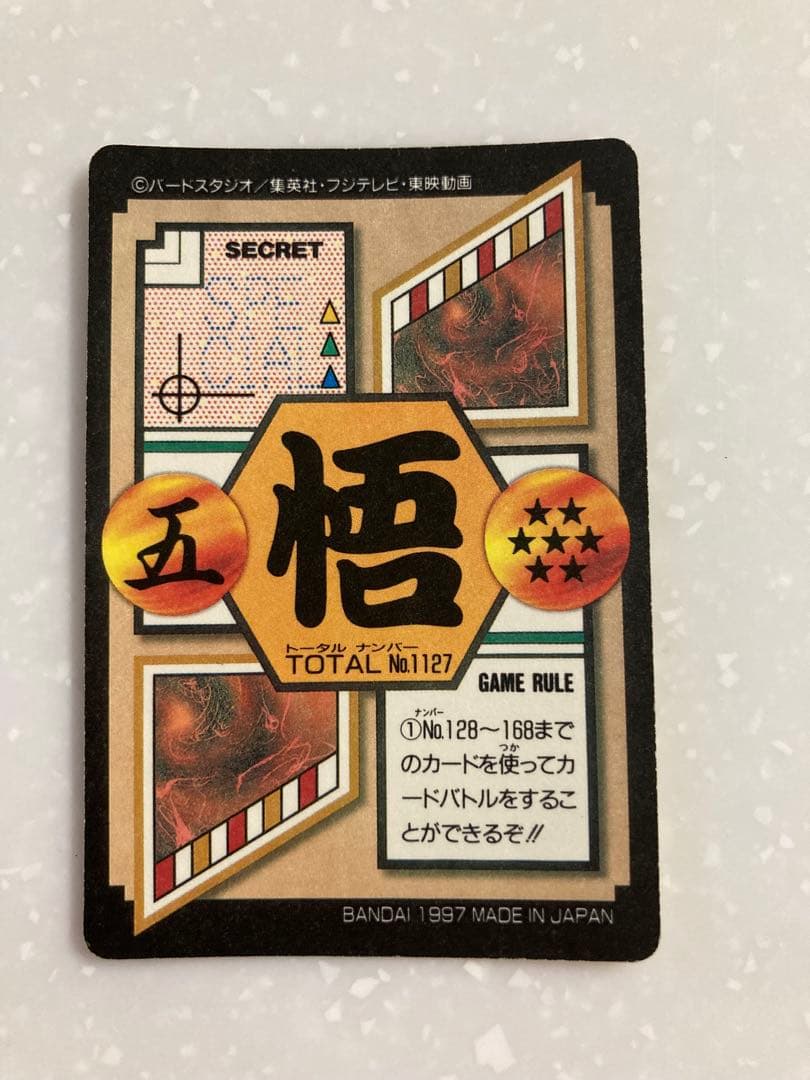 ©バードスタジオ／集英社・フジテレビ・東映動画
SECRET
SPE
CIAL
五
悟
トータル ナンバー
TOTAL No.1127
GAME RULE
ナンバー
①No.128〜168まで
つか
のカードを使ってカ
ードバトルをするこ
とができるぞ!!
BANDAI 1997 MADE IN JAPAN